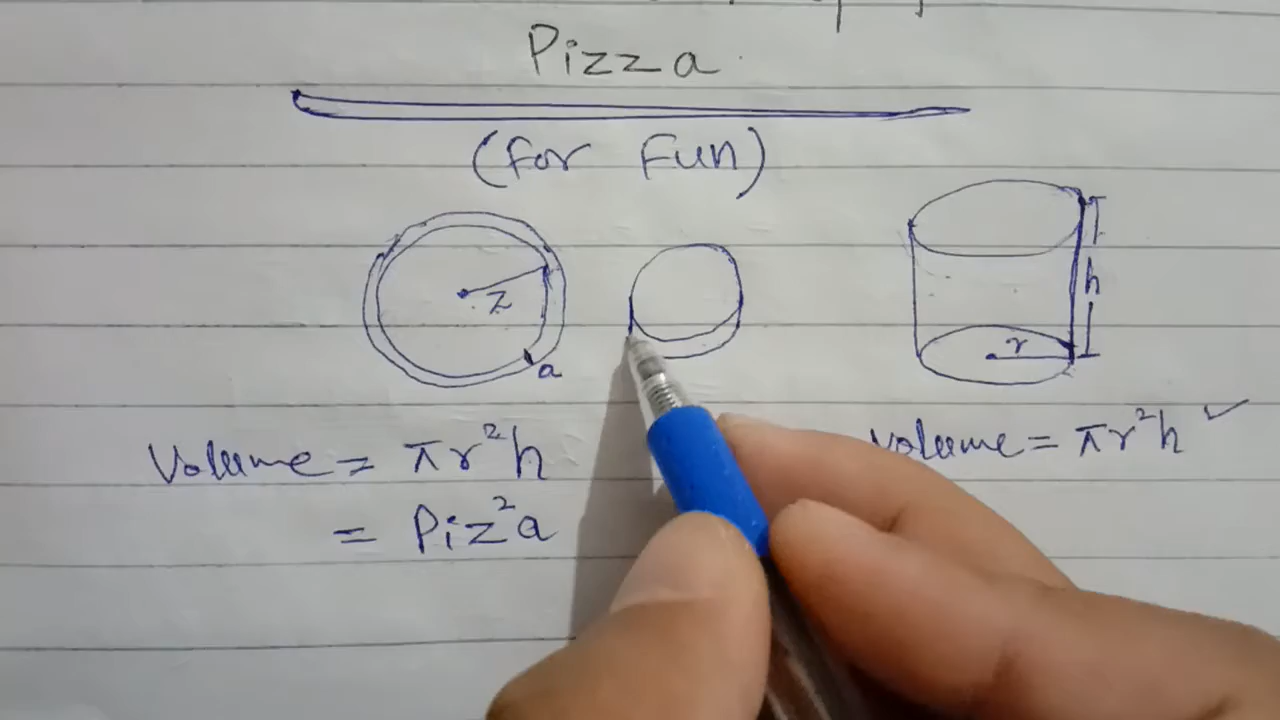 Pizza
(For Fun)
z
a
h
r
Volume = πr²h
= Piz²a
Volume = πr²h ✓